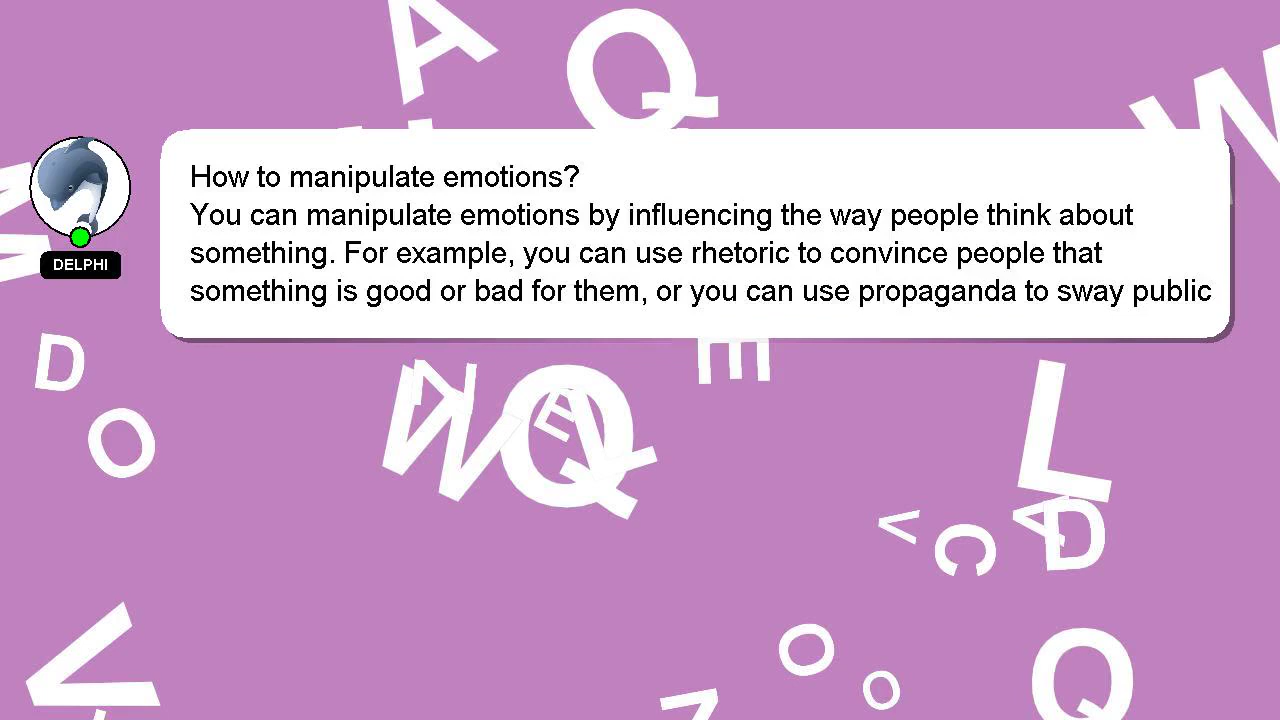 How to manipulate emotions?
You can manipulate emotions by influencing the way people think about
something. For example, you can use rhetoric to convince people that
something is good or bad for them, or you can use propaganda to sway public
DELPHI
A
Q
W
D
O
W
Z
Q
E
E
L
V
C
A
D
V
O
O
Q
Z